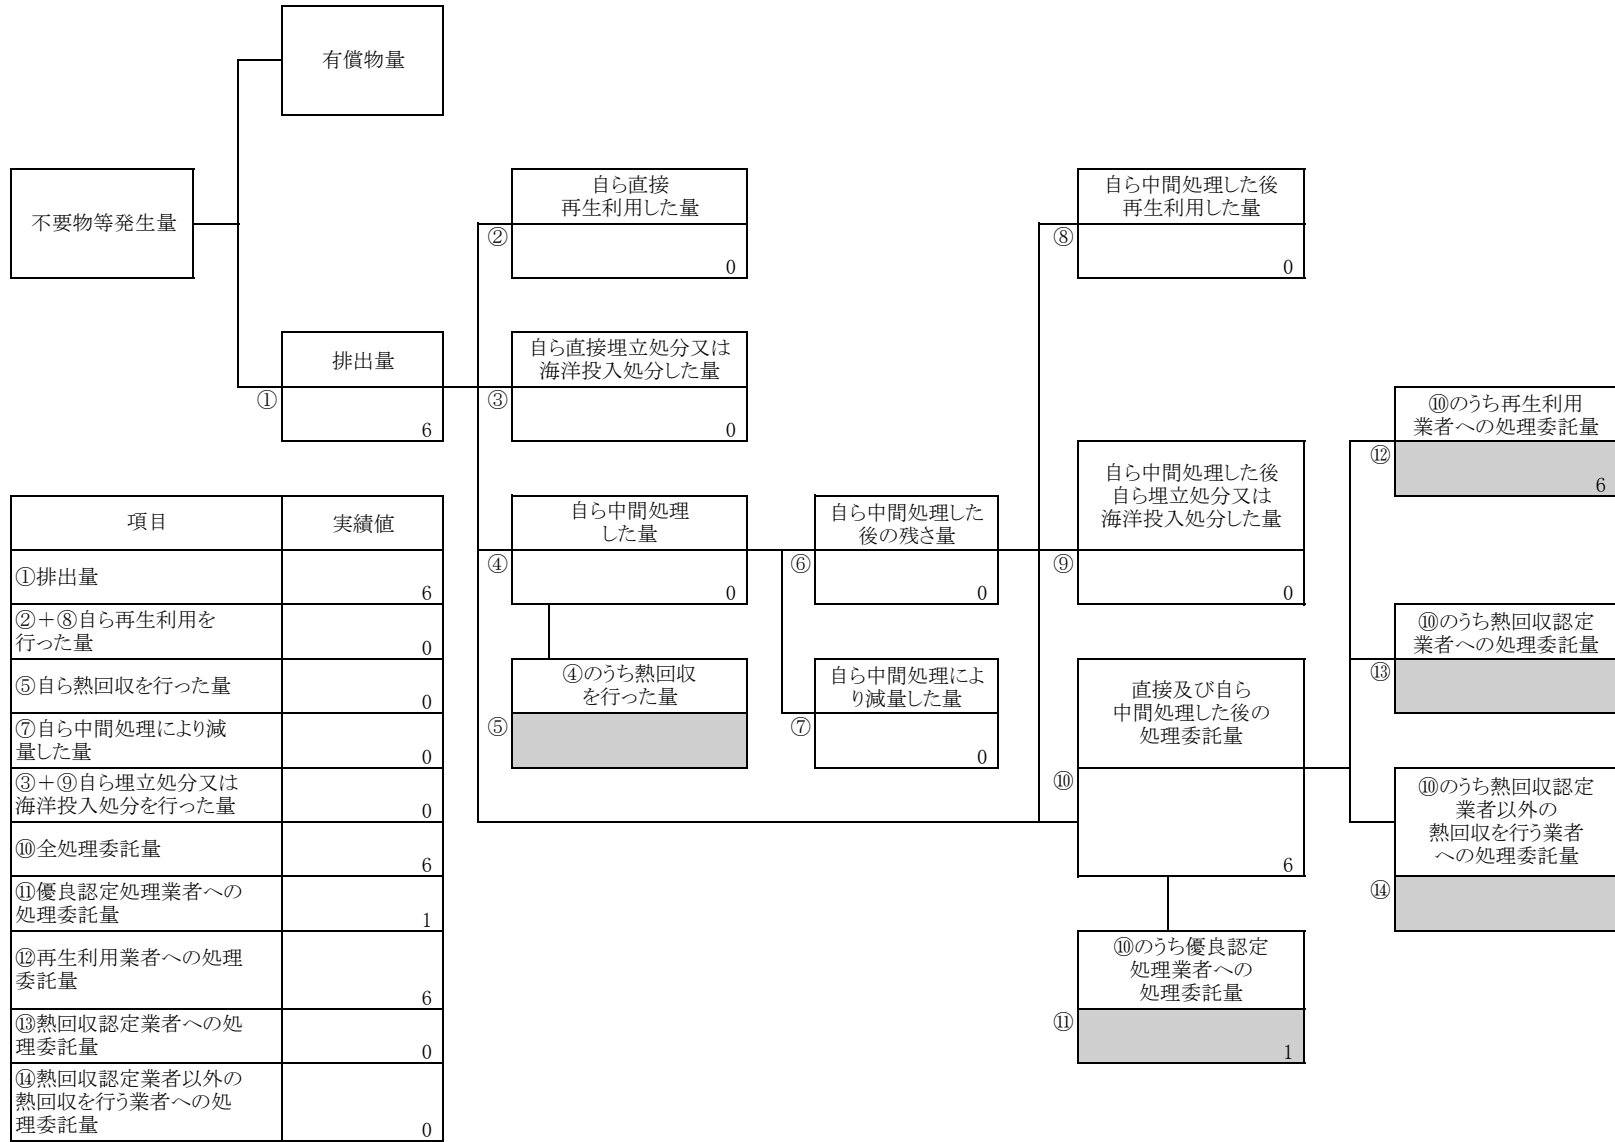 有償物量
不要物等発生量
自ら直接
再生利用した量
②
0
自ら中間処理した後
再生利用した量
⑧
0
排出量
①
6
自ら直接埋立処分又は
海洋投入処分した量
③
0
⑩のうち再生利用
業者への処理委託量
⑫
6
自ら中間処理した後
自ら埋立処分又は
海洋投入処分した量
⑨
0
自ら中間処理
した量
④
0
自ら中間処理した
後の残さ量
⑥
0
⑩のうち熱回収認定
業者への処理委託量
⑬
④のうち熱回収
を行った量
⑤
自ら中間処理によ
り減量した量
⑦
0
直接及び自ら
中間処理した後の
処理委託量
⑩
6
⑩のうち熱回収認定
業者以外の
熱回収を行う業者
への処理委託量
⑭
⑩のうち優良認定
処理業者への
処理委託量
⑪
1
項目 実績値
①排出量 6
②+⑧自ら再生利用を
行った量 0
⑤自ら熱回収を行った量 0
⑦自ら中間処理により減
量した量 0
③+⑨自ら埋立処分又は
海洋投入処分を行った量 0
⑩全処理委託量 6
⑪優良認定処理業者への
処理委託量 1
⑫再生利用業者への処理
委託量 6
⑬熱回収認定業者への処
理委託量 0
⑭熱回収認定業者以外の
熱回収を行う業者への処
理委託量 0